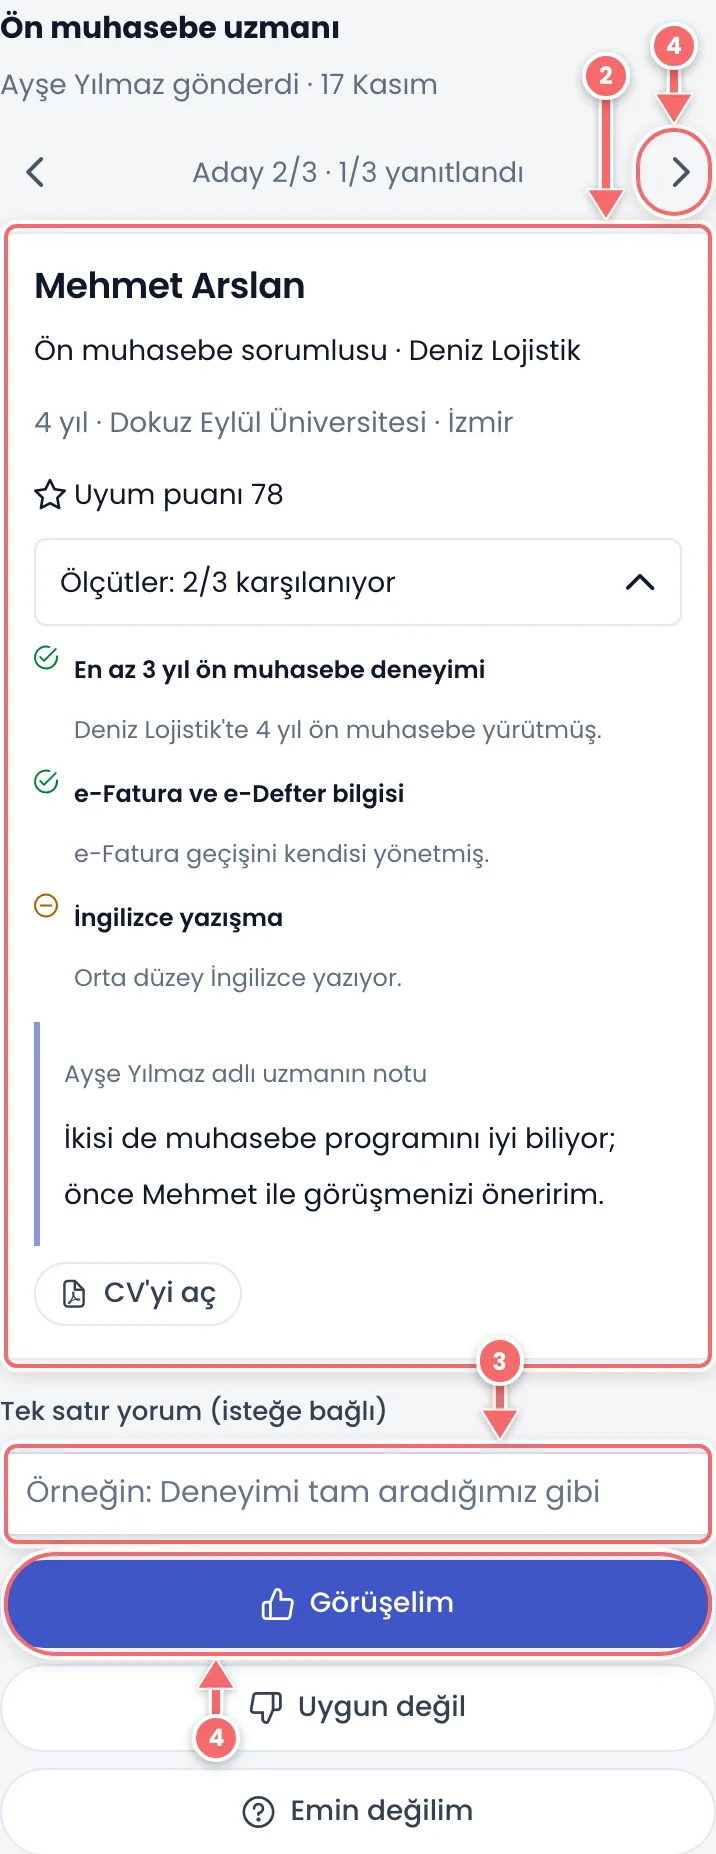 Ön muhasebe uzmanı
Ayşe Yılmaz gönderdi · 17 Kasım
4
2
Aday 2/3 · 1/3 yanıtlandı
Mehmet Arslan
Ön muhasebe sorumlusu · Deniz Lojistik
4 yıl · Dokuz Eylül Üniversitesi · İzmir
Uyum puanı 78
Ölçütler: 2/3 karşılanıyor
En az 3 yıl ön muhasebe deneyimi
Deniz Lojistik'te 4 yıl ön muhasebe yürütmüş.
e-Fatura ve e-Defter bilgisi
e-Fatura geçişini kendisi yönetmiş.
İngilizce yazışma
Orta düzey İngilizce yazıyor.
Ayşe Yılmaz adlı uzmanın notu
İkisi de muhasebe programını iyi biliyor;
önce Mehmet ile görüşmenizi öneririm.
CV'yi aç
3
Tek satır yorum (isteğe bağlı)
Örneğin: Deneyimi tam aradığımız gibi
Görüşelim
Uygun değil
4
Emin değilim